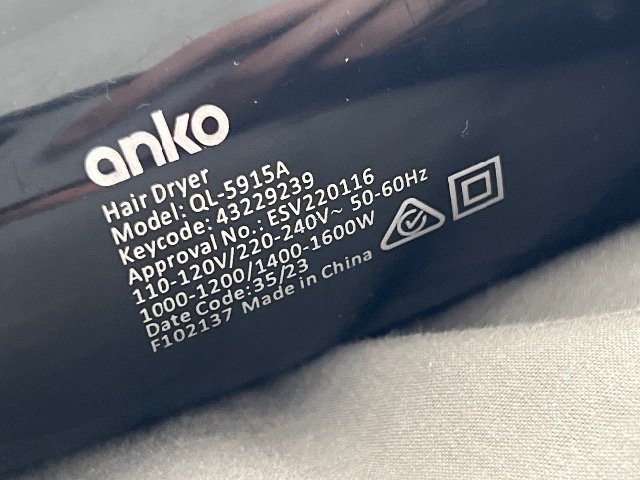 anko
Hair Dryer
Model: QL-5915A
Keycode: 43229239
Approval No.: ESV220116
110-120V/220-240V~ 50-60Hz
1000-1200/1400-1600W
Date Code:35/23
F102137 Made in China